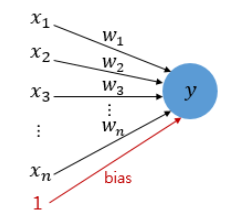 x₁
w₁
x₂
w₂
x₃
w₃
y
⋮
⋮
wₙ
xₙ
1
bias